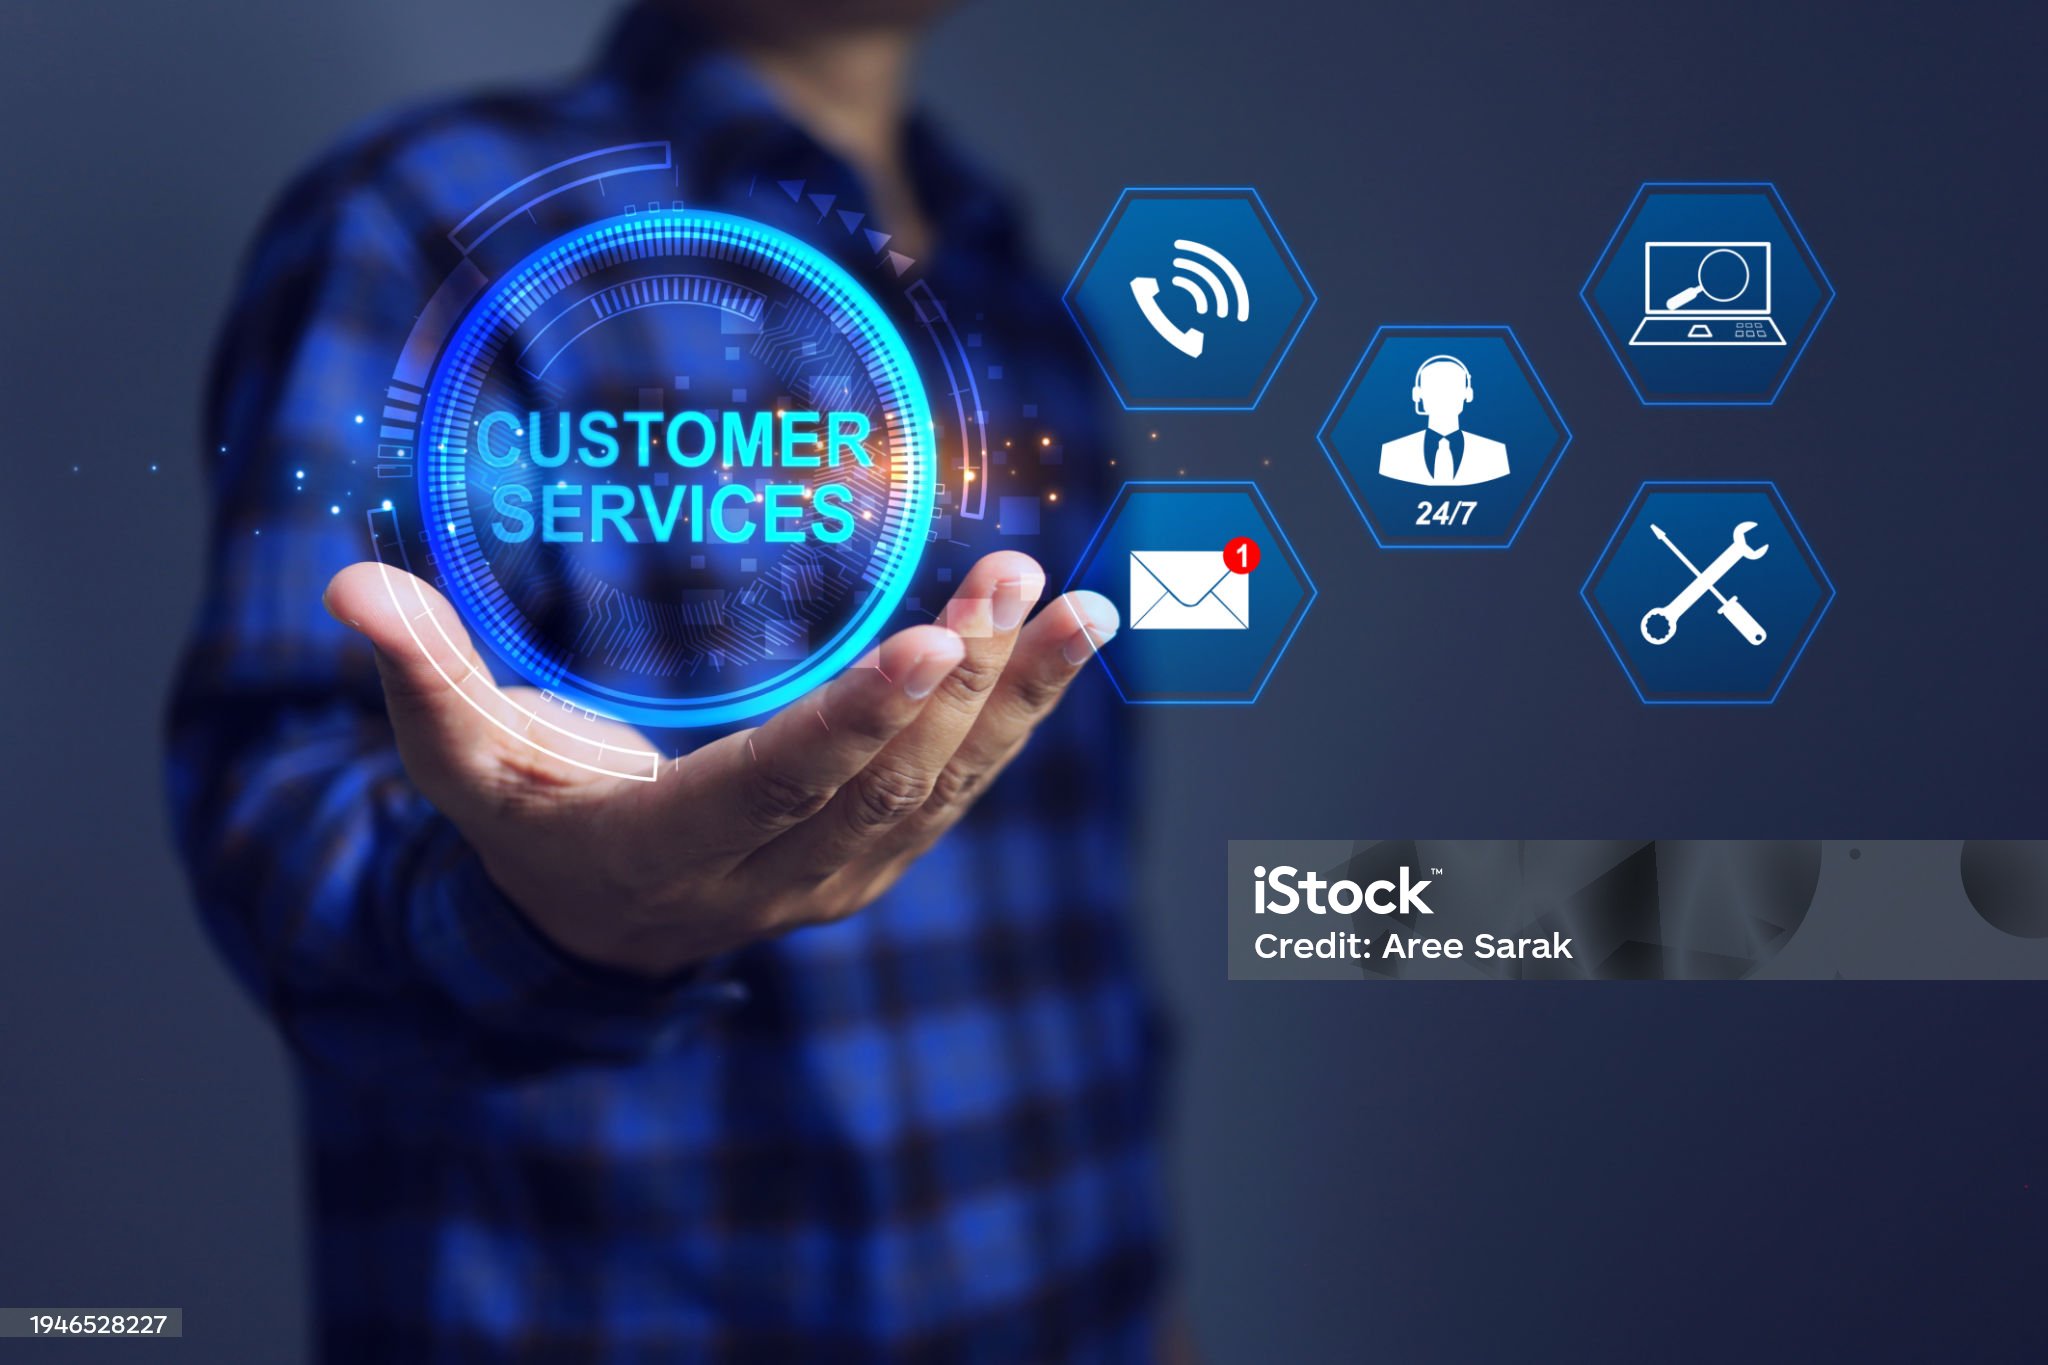 CUSTOMER
SERVICES
1
24/7
iStock™
Credit: Aree Sarak
1946528227